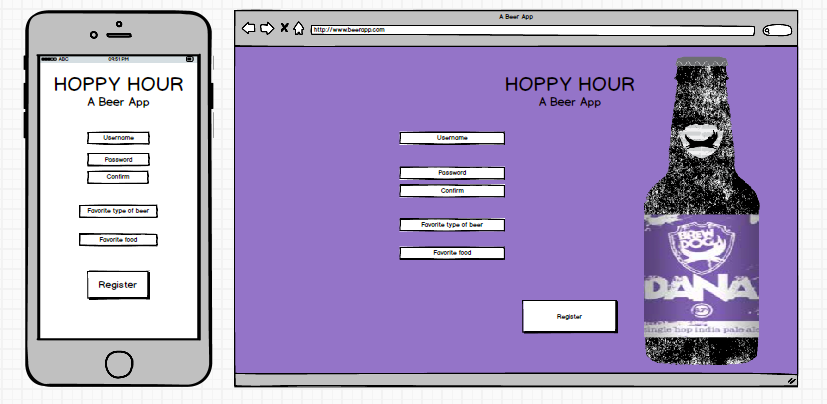 ABC 09:51 PM
HOPPY HOUR
A Beer App
Username
Password
Confirm
Favorite type of beer
Favorite food
Register
A Beer App
http://www.beerapp.com
HOPPY HOUR
A Beer App
Username
Password
Confirm
Favorite type of beer
Favorite food
Register
BREW
DOG
DANA
single hop india pale ale